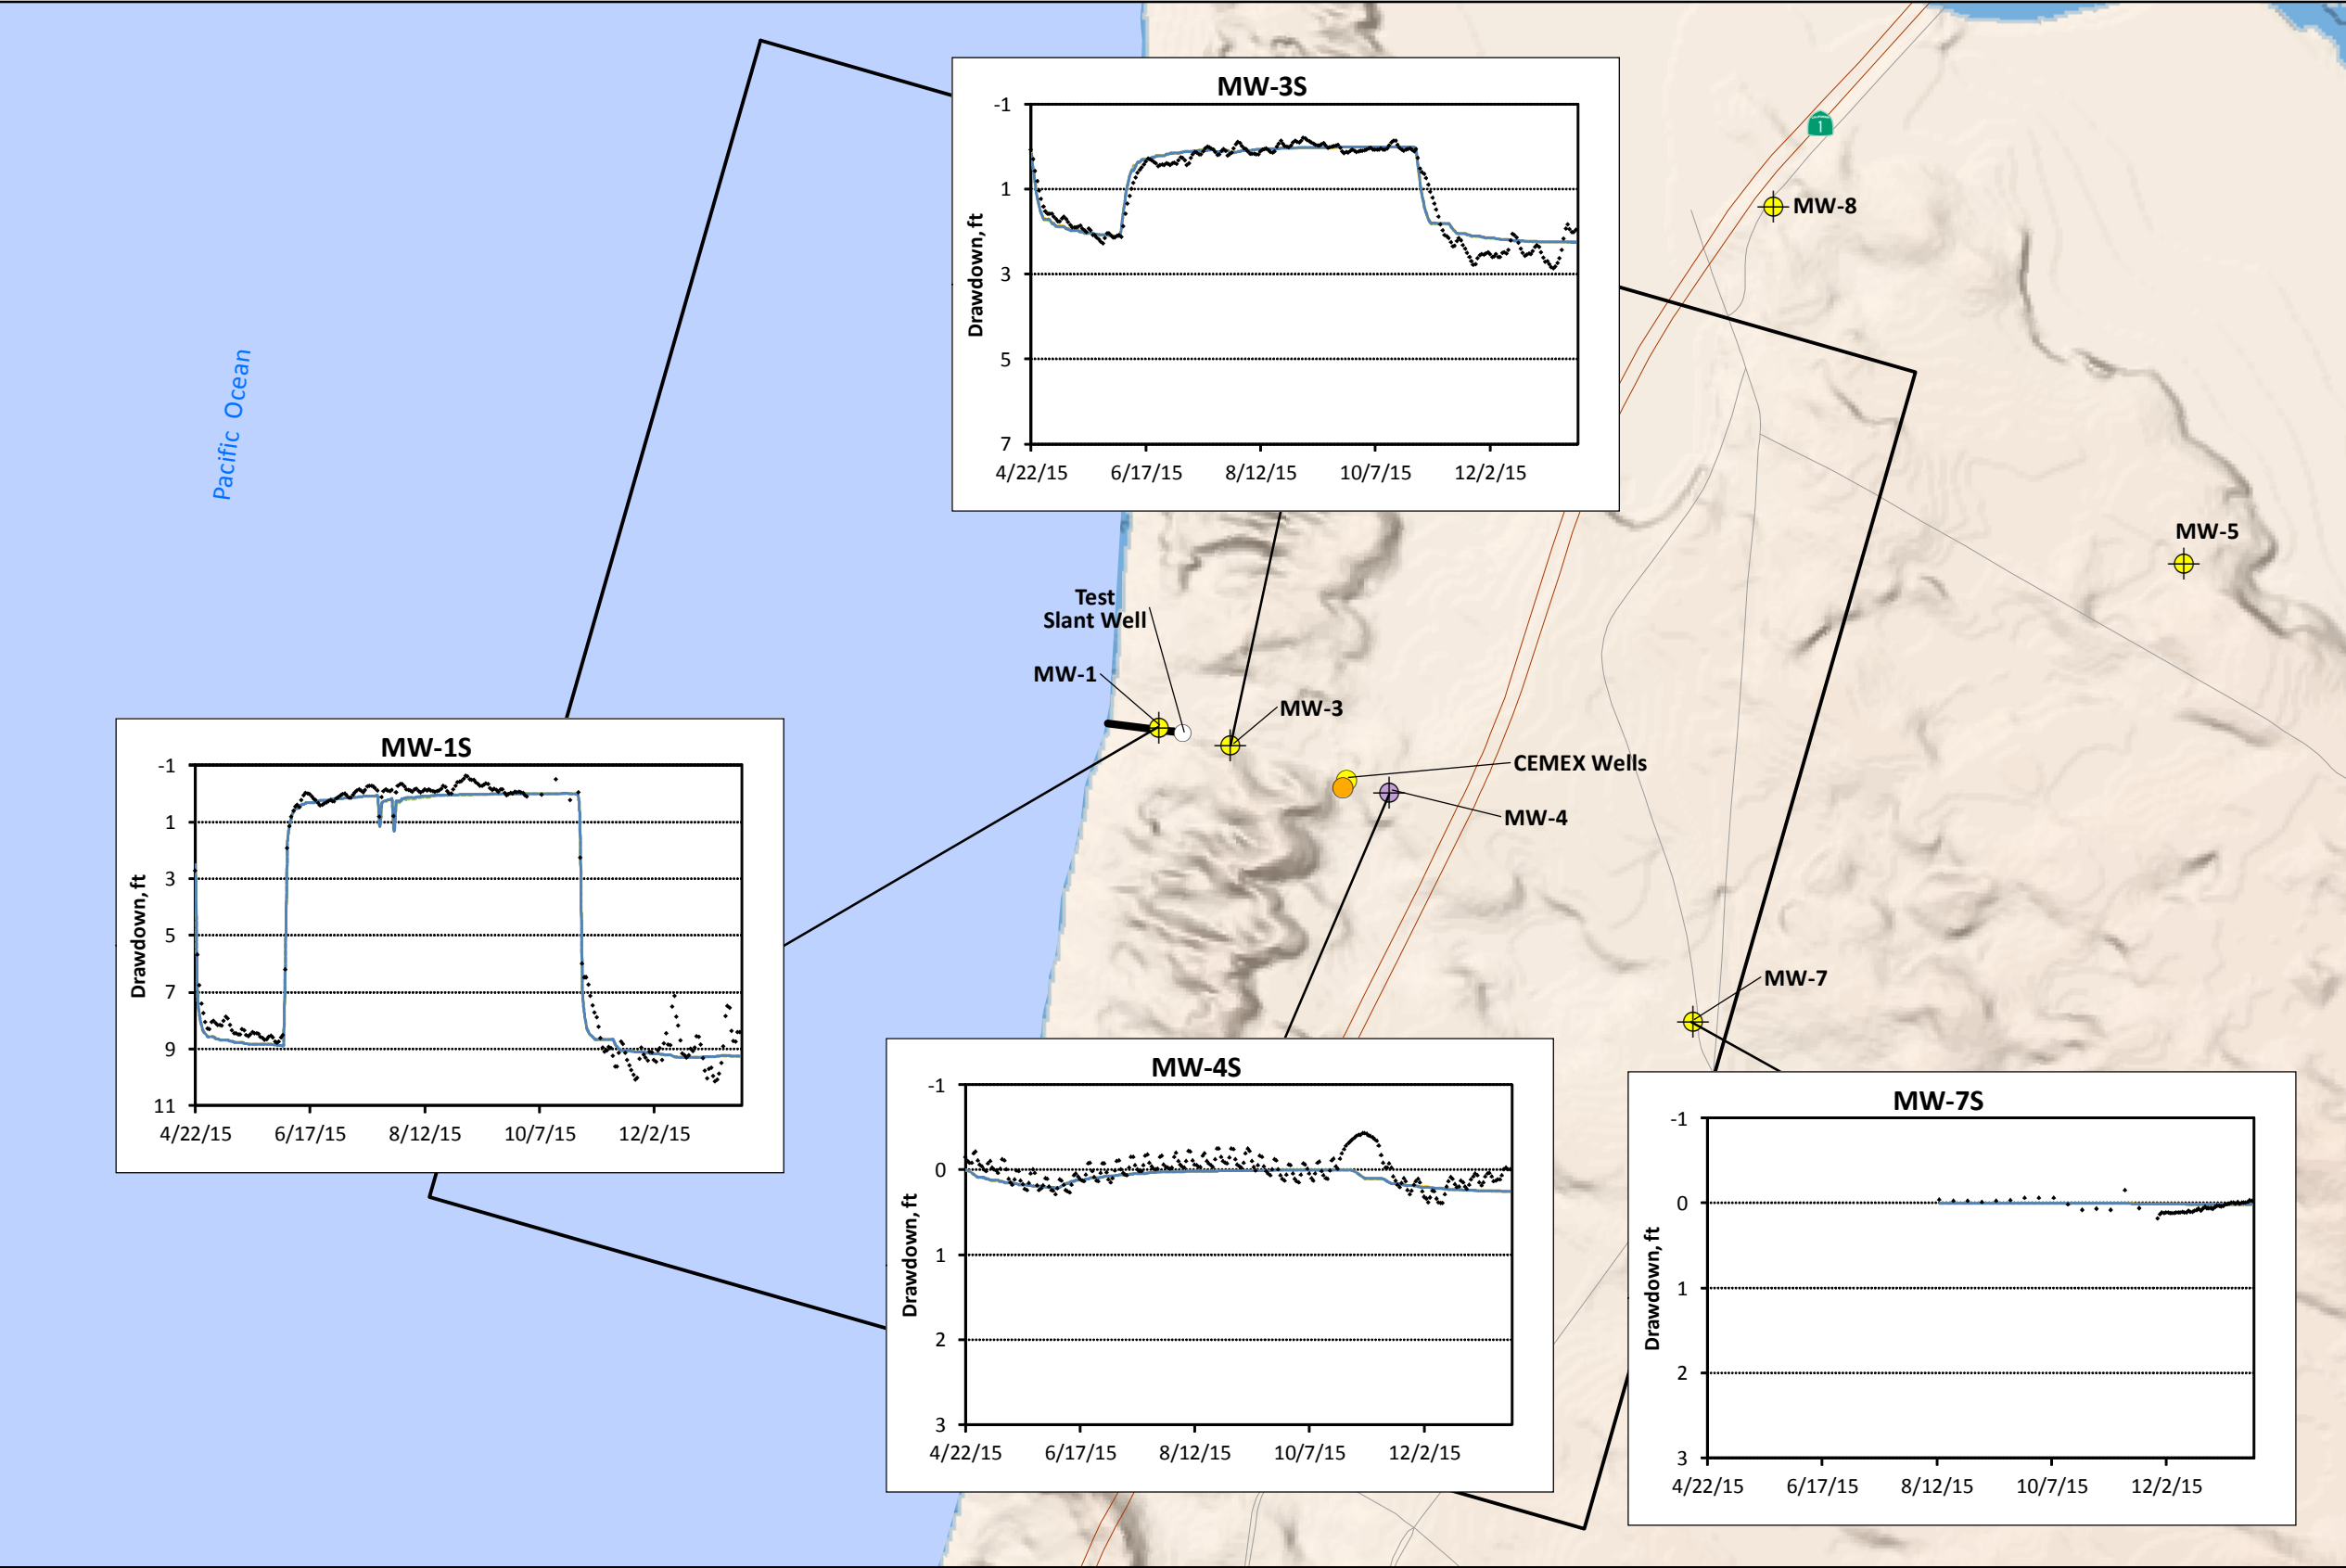 MW-3S
-1
1
3
5
7
Drawdown, ft
4/22/15 6/17/15 8/12/15 10/7/15 12/2/15
1
MW-8
Pacific Ocean
MW-5
Test
Slant Well
MW-1
MW-3
CEMEX Wells
MW-4
MW-7
MW-1S
-1
1
3
5
7
9
11
Drawdown, ft
4/22/15 6/17/15 8/12/15 10/7/15 12/2/15
MW-4S
-1
0
1
2
3
Drawdown, ft
4/22/15 6/17/15 8/12/15 10/7/15 12/2/15
MW-7S
-1
0
1
2
3
Drawdown, ft
4/22/15 6/17/15 8/12/15 10/7/15 12/2/15